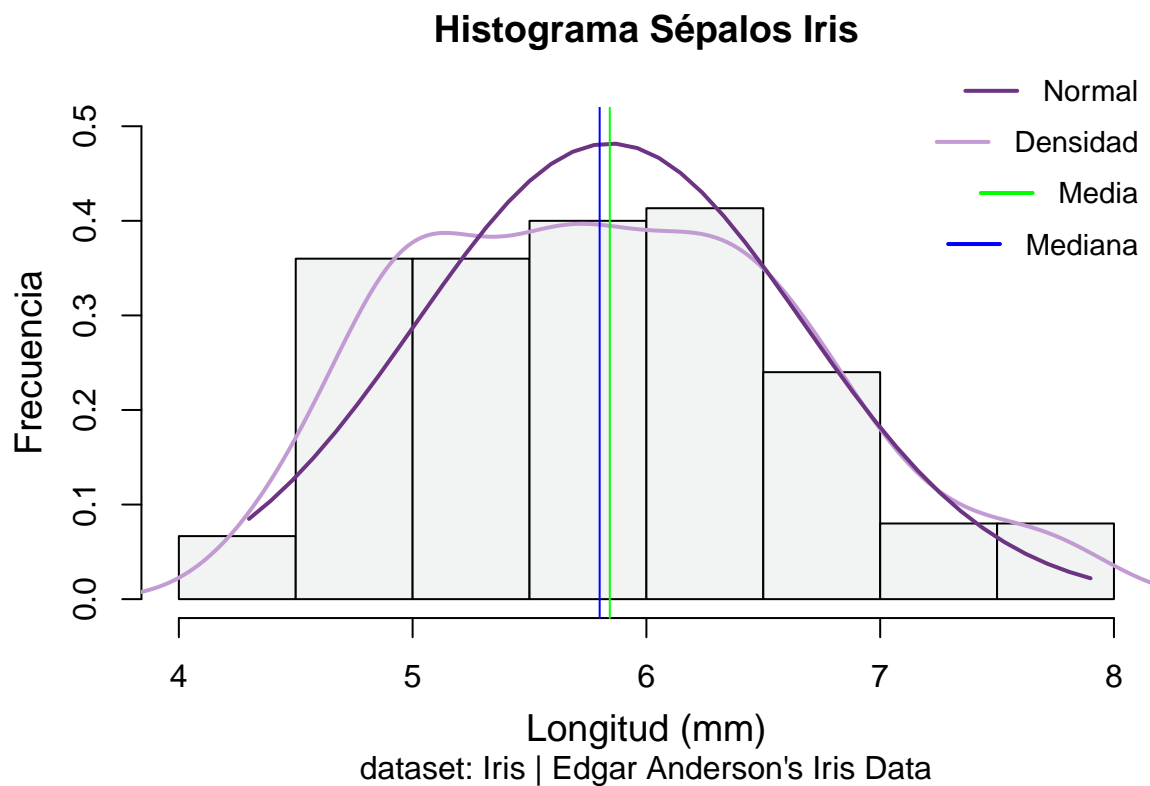 Histograma Sépalos Iris
Normal
Densidad
Media
Mediana
Frecuencia
0.5
0.4
0.3
0.2
0.1
0.0
4 5 6 7 8
Longitud (mm)
dataset: Iris | Edgar Anderson's Iris Data